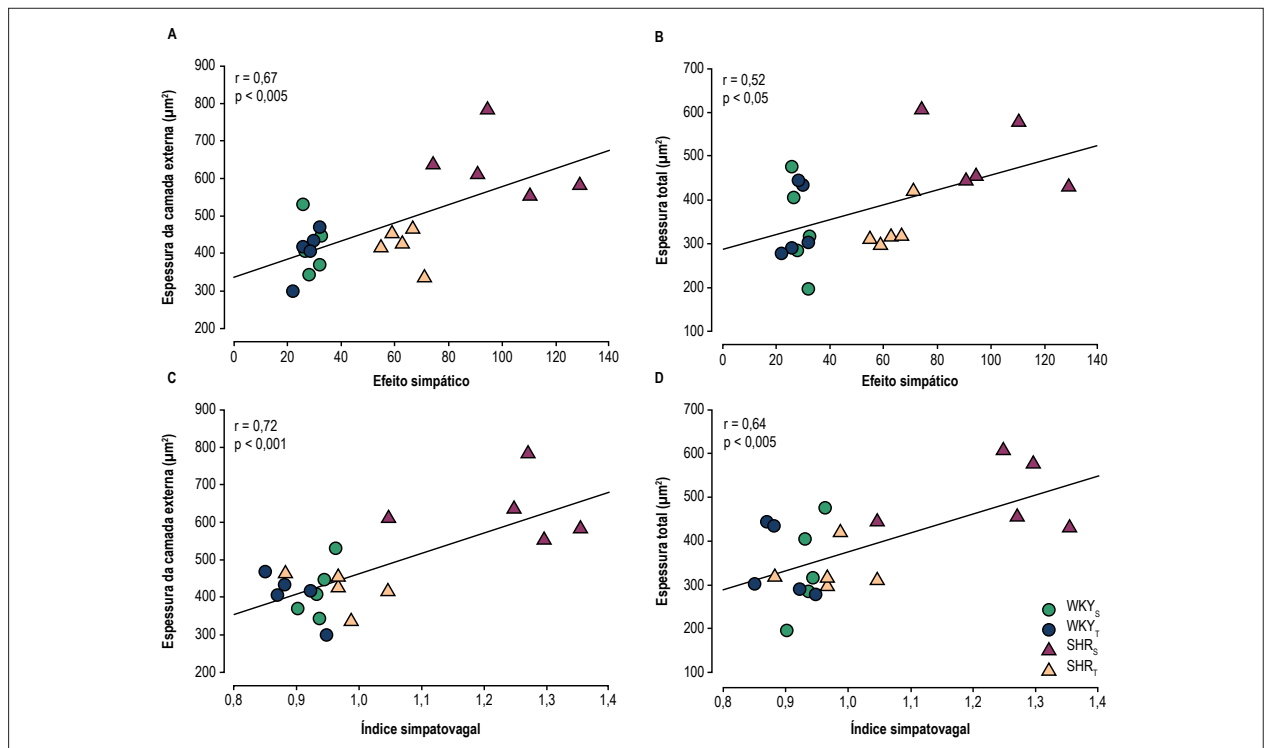 A
Espessura da camada externa (µm²)
900
800
700
600
500
400
300
200
r = 0,67
p < 0,005
0 20 40 60 80 100 120 140
Efeito simpático
B
Espessura total (µm²)
700
600
500
400
300
200
100
r = 0,52
p < 0,05
0 20 40 60 80 100 120 140
Efeito simpático
C
Espessura da camada externa (µm²)
900
800
700
600
500
400
300
200
r = 0,72
p < 0,001
0,8 0,9 1,0 1,1 1,2 1,3 1,4
Índice simpatovagal
D
Espessura total (µm²)
700
600
500
400
300
200
100
r = 0,64
p < 0,005
WKYS
WKYT
SHRS
SHRT
0,8 0,9 1,0 1,1 1,2 1,3 1,4
Índice simpatovagal